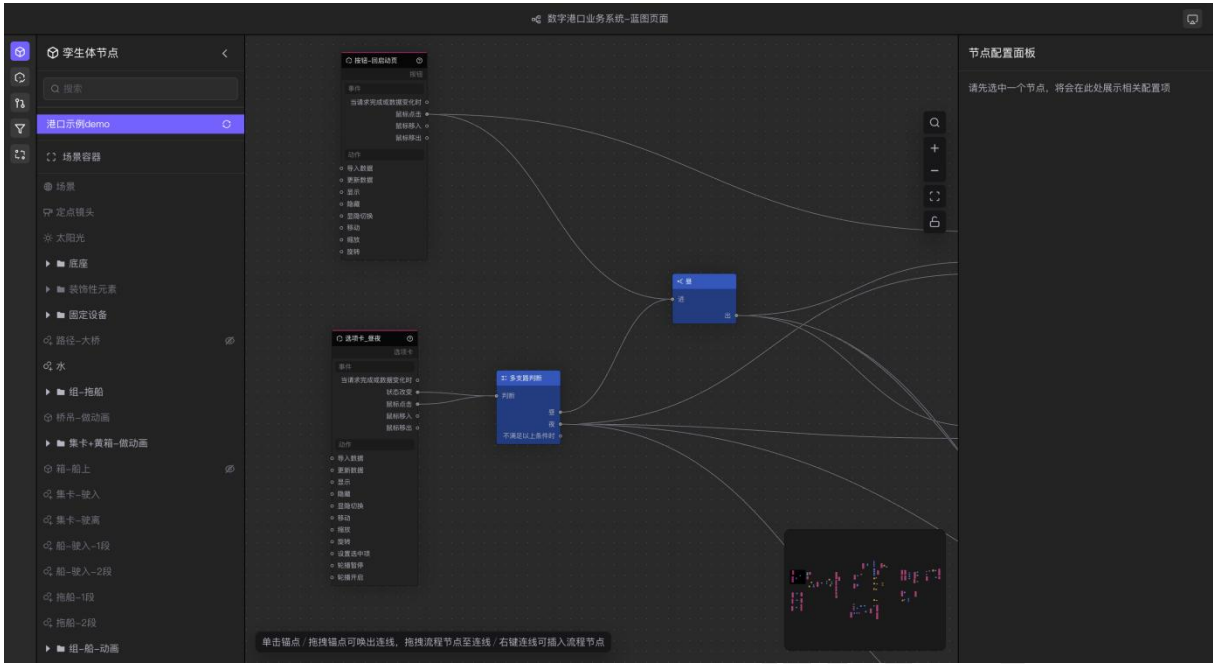 数字港口业务系统-蓝图页面
孪生体节点
搜索
港口示例demo
场景容器
场景
定点镜头
太阳光
底座
装饰性元素
固定设备
路径-大桥
水
组-拖船
桥吊-做动画
集卡+黄箱-做动画
箱-船上
集卡-驶入
集卡-驶离
船-驶入-1段
船-驶入-2段
拖船-1段
拖船-2段
组-船-动画
按钮-回启动页
按钮
事件
当请求完成或数据变化时
鼠标点击
鼠标移入
鼠标移出
动作
导入数据
更新数据
显示
隐藏
显隐切换
移动
缩放
旋转
选项卡_昼夜
选项卡
事件
当请求完成或数据变化时
状态改变
鼠标点击
鼠标移入
鼠标移出
动作
导入数据
更新数据
显示
隐藏
显隐切换
移动
缩放
旋转
设置选中项
轮播暂停
轮播开启
多支路判断
判断
昼
夜
不满足以上条件时
昼
进
出
单击锚点 / 拖拽锚点可唤出连线，拖拽流程节点至连线 / 右键连线可插入流程节点
节点配置面板
请先选中一个节点，将会在此处展示相关配置项